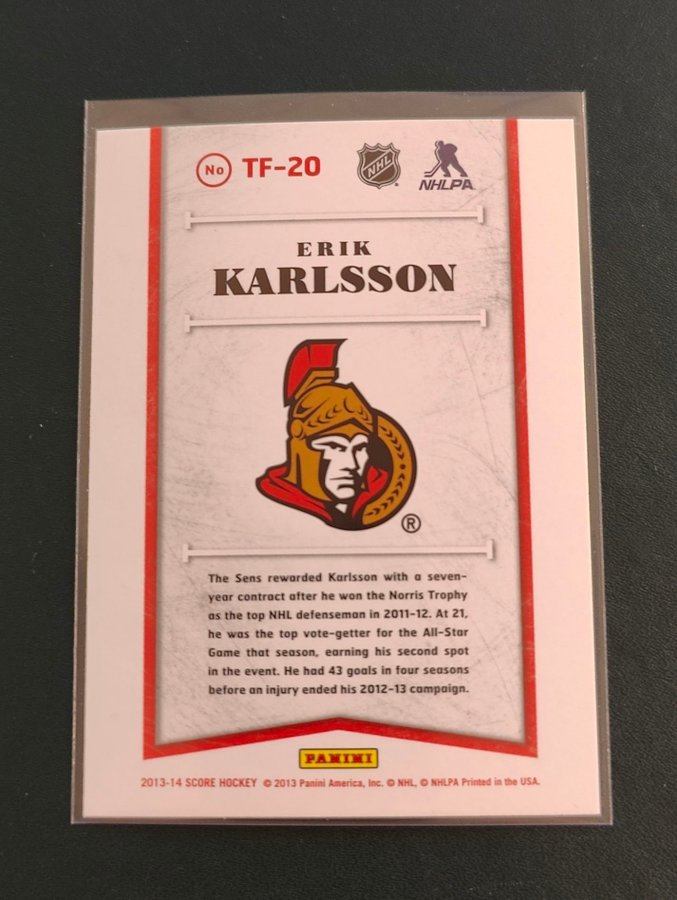 No TF-20
NHL
NHLPA
ERIK
KARLSSON
®
The Sens rewarded Karlsson with a seven-
year contract after he won the Norris Trophy
as the top NHL defenseman in 2011-12. At 21,
he was the top vote-getter for the All-Star
Game that season, earning his second spot
in the event. He had 43 goals in four seasons
before an injury ended his 2012-13 campaign.
PANINI
2013-14 SCORE HOCKEY © 2013 Panini America, Inc. © NHL, © NHLPA Printed in the USA.